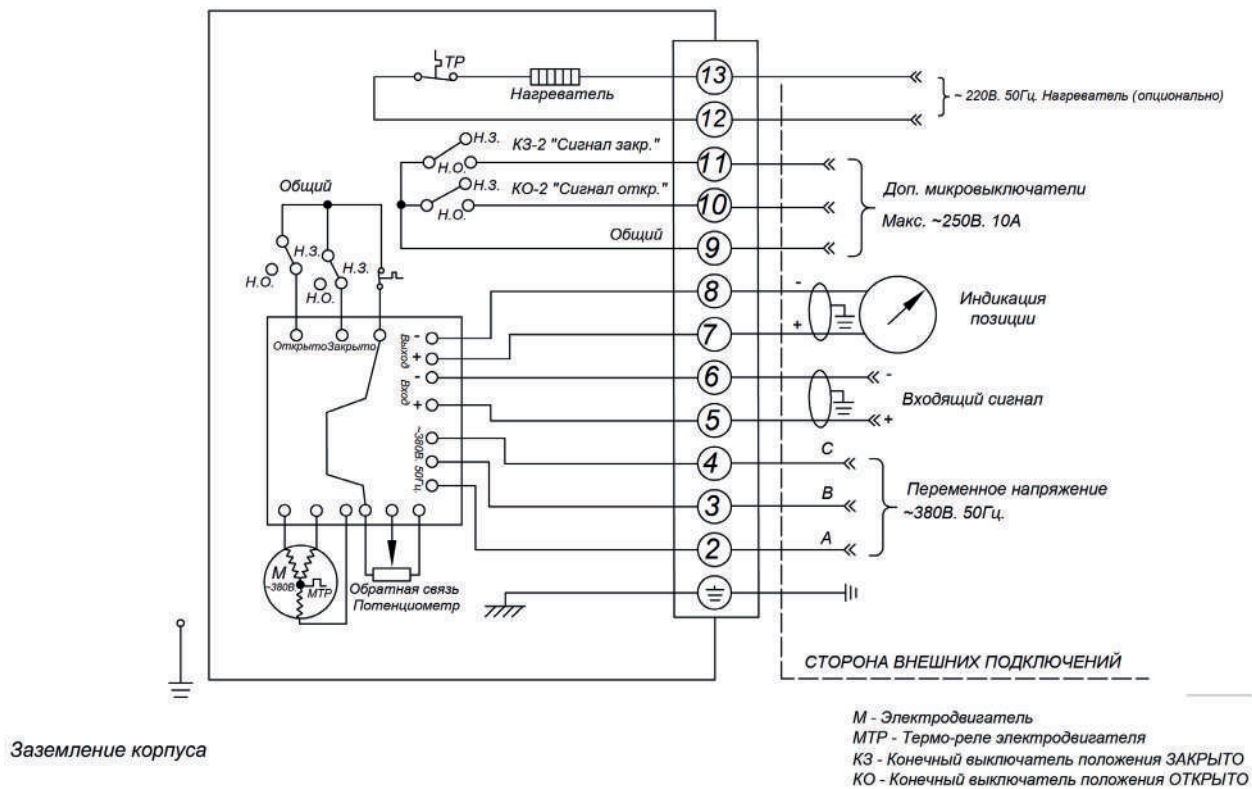 ТР
Нагреватель
13
~ 220В. 50Гц. Нагреватель (опционально)
12
Н.З.
КЗ-2 "Сигнал закр."
11
Н.О.
Н.З.
КО-2 "Сигнал откр."
10
Н.О.
Доп. микровыключатели
Макс. ~250В. 10А
Общий
9
Общий
Н.З.
Н.О.
Н.З.
Н.О.
8
-
7
+
Индикация
позиции
Открыто
Закрыто
-
Выход
+
-
Вход
+
6
-
5
+
Входящий сигнал
~380В. 50Гц.
4
С
3
В
2
А
Переменное напряжение
~380В. 50Гц.
М
~380В.
МТР
Обратная связь
Потенциометр
СТОРОНА ВНЕШНИХ ПОДКЛЮЧЕНИЙ
Заземление корпуса
М - Электродвигатель
МТР - Термо-реле электродвигателя
КЗ - Конечный выключатель положения ЗАКРЫТО
КО - Конечный выключатель положения ОТКРЫТО